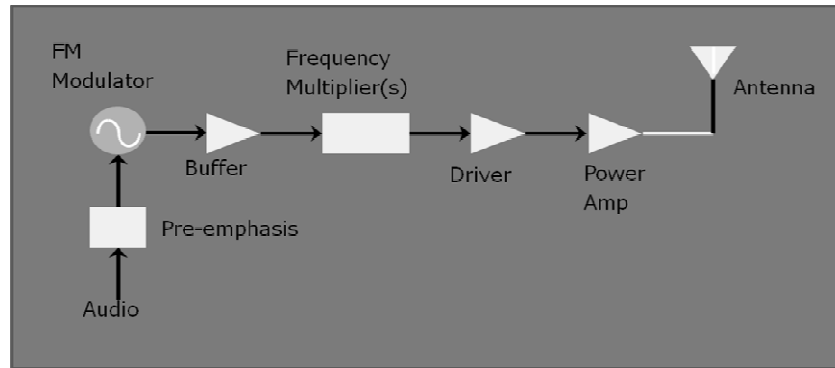 FM
Modulator
Frequency
Multiplier(s)
Antenna
Buffer
Driver
Power
Amp
Pre-emphasis
Audio